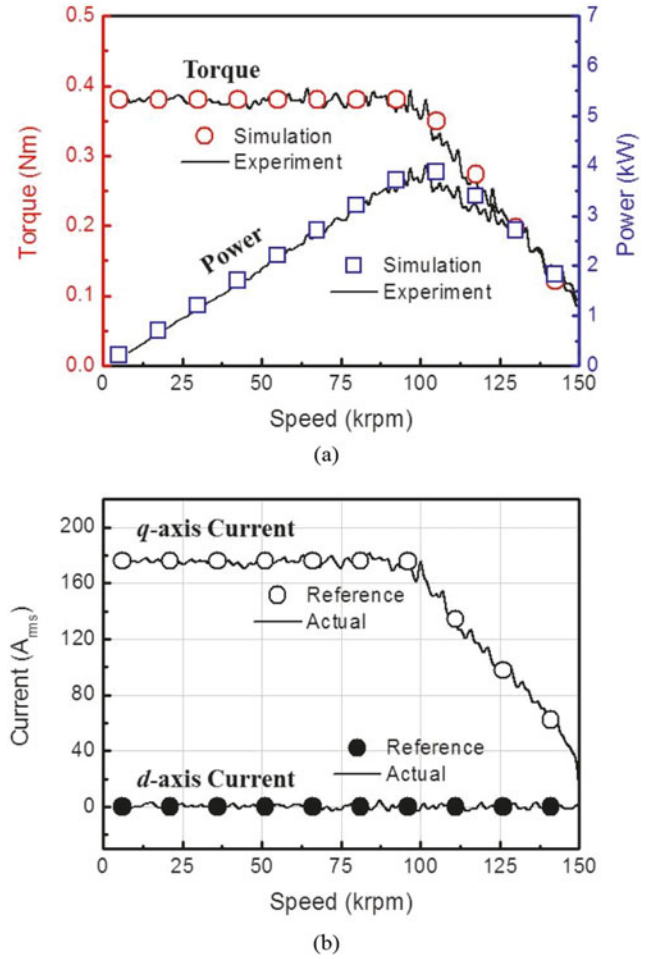 0.5
0.4
0.3
0.2
0.1
0.0
Torque (Nm)
7
6
5
4
3
2
1
0
Power (kW)
Torque
Simulation
Experiment
Power
Simulation
Experiment
0 25 50 75 100 125 150
Speed (krpm)
(a)
200
160
120
80
40
0
Current (Arms)
q-axis Current
Reference
Actual
Reference
d-axis Current
Actual
0 25 50 75 100 125 150
Speed (krpm)
(b)